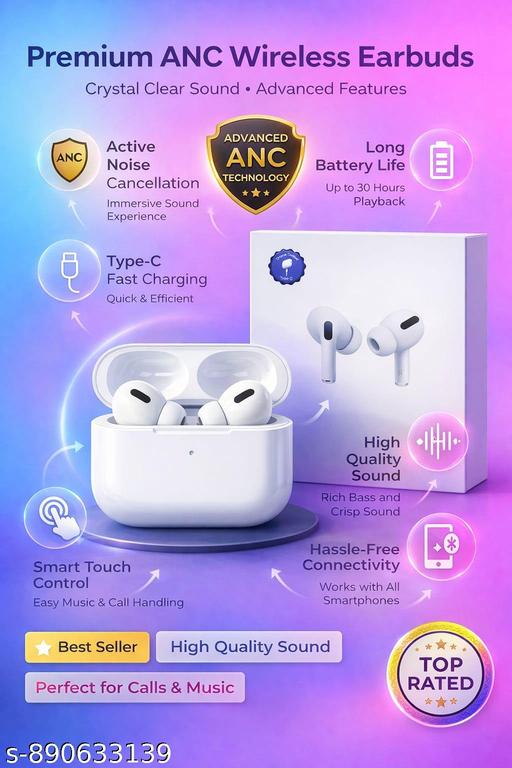 Premium ANC Wireless Earbuds
Crystal Clear Sound • Advanced Features
ANC
Active
Noise
Cancellation
Immersive Sound
Experience
ADVANCED
ANC
TECHNOLOGY
Long
Battery Life
Up to 30 Hours
Playback
Type-C
Fast Charging
Quick & Efficient
High
Quality
Sound
Rich Bass and
Crisp Sound
Smart Touch
Control
Easy Music & Call Handling
Hassle-Free
Connectivity
Works with All
Smartphones
Best Seller
High Quality Sound
Perfect for Calls & Music
TOP
RATED
s-890633139